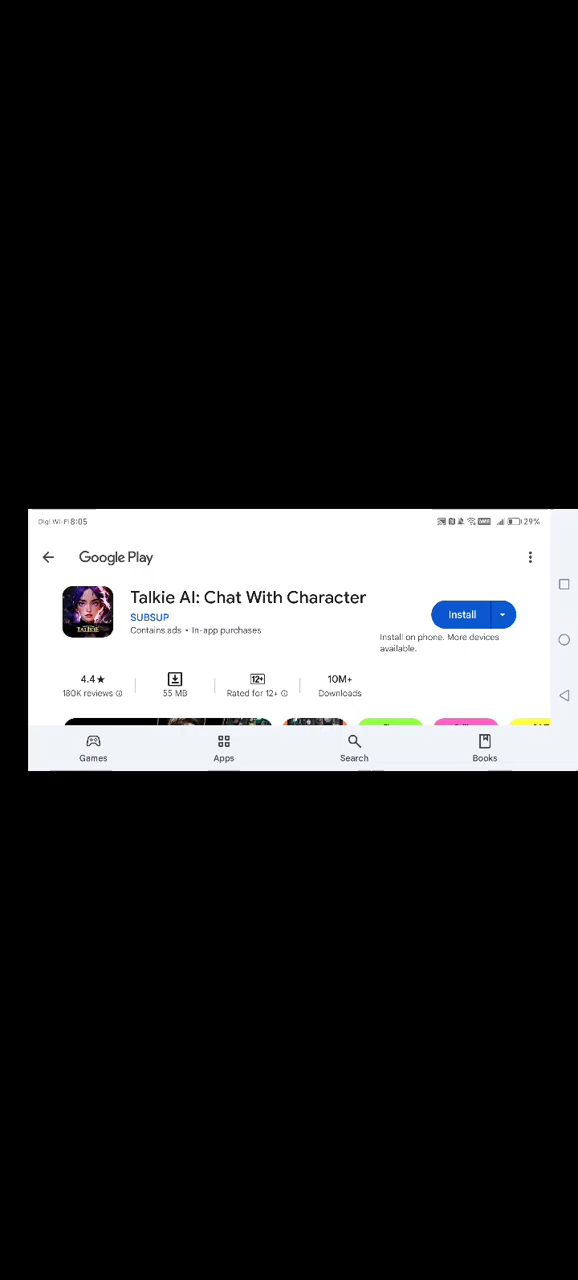 Digi Wi-Fi 8:05
29%
Google Play
Talkie AI: Chat With Character
SUBSUP
Contains ads • In-app purchases
Install
Install on phone. More devices
available.
TALKIE
4.4★
180K reviews
55 MB
12+
Rated for 12+
10M+
Downloads
Games
Apps
Search
Books